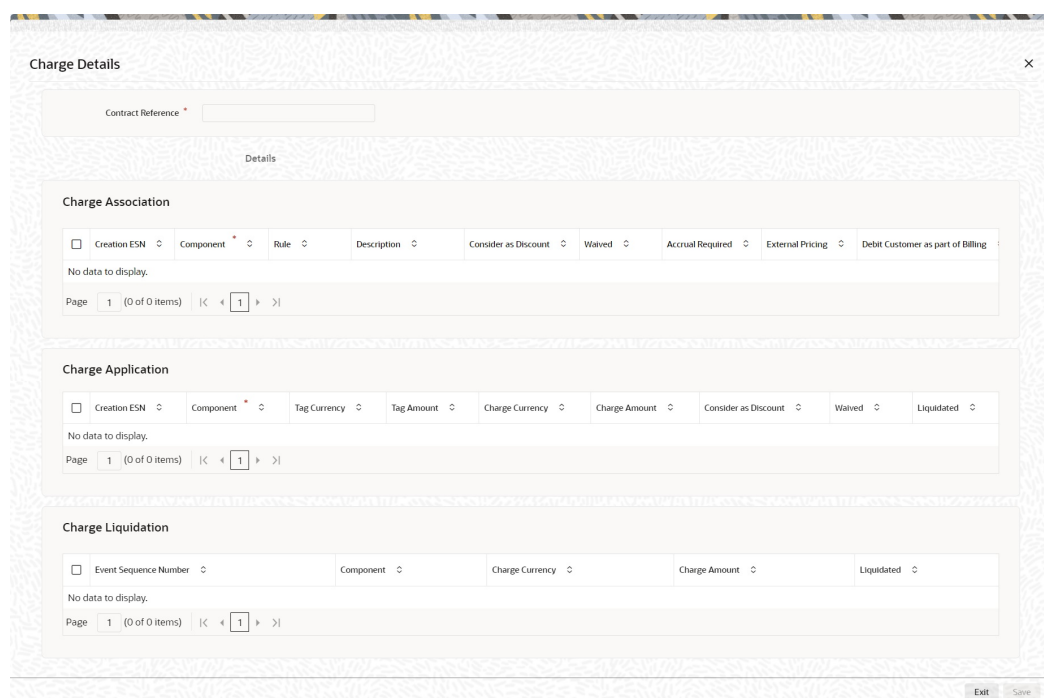 Charge Details
Contract Reference *
Details
Charge Association
Creation ESN Component * Rule Description Consider as Discount Waived Accrual Required External Pricing Debit Customer as part of Billing
No data to display.
Page 1 (0 of 0 items) 1
Charge Application
Creation ESN Component * Tag Currency Tag Amount Charge Currency Charge Amount Consider as Discount Waived Liquidated
No data to display.
Page 1 (0 of 0 items) 1
Charge Liquidation
Event Sequence Number Component Charge Currency Charge Amount Liquidated
No data to display.
Page 1 (0 of 0 items) 1
Exit Save